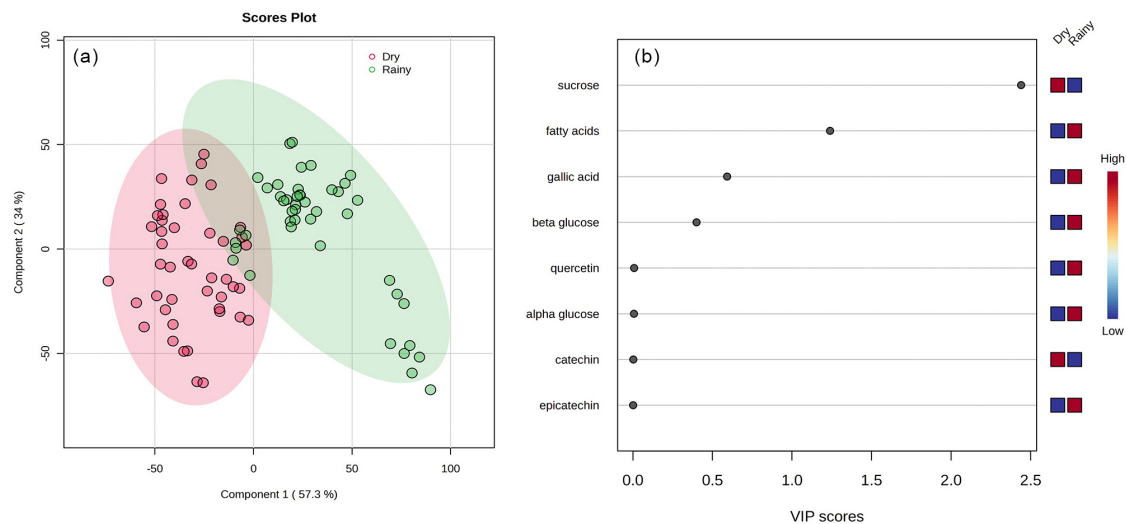 Scores Plot
(a)
Dry
Rainy
100
50
0
-50
Component 2 ( 34 %)
-50
0
50
100
Component 1 ( 57.3 %)
(b)
Dry
Rainy
sucrose
fatty acids
gallic acid
beta glucose
quercetin
alpha glucose
catechin
epicatechin
High
Low
0.0
0.5
1.0
1.5
2.0
2.5
VIP scores